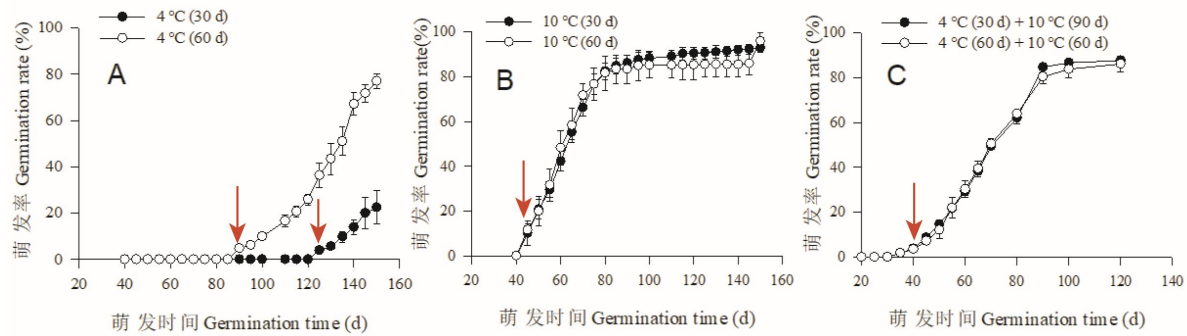 4 ℃ (30 d)
4 ℃ (60 d)
A
萌发率 Germination rate (%)
100
80
60
40
20
0
20 40 60 80 100 120 140 160
萌发时间 Germination time (d)
10 ℃ (30 d)
10 ℃ (60 d)
B
萌发率 Germination rate(%)
100
80
60
40
20
0
20 40 60 80 100 120 140 160
萌发时间 Germination time (d)
4 ℃ (30 d) + 10 ℃ (90 d)
4 ℃ (60 d) + 10 ℃ (60 d)
C
萌发率 Germination rate (%)
100
80
60
40
20
0
20 40 60 80 100 120 140
萌发时间 Germination time (d)